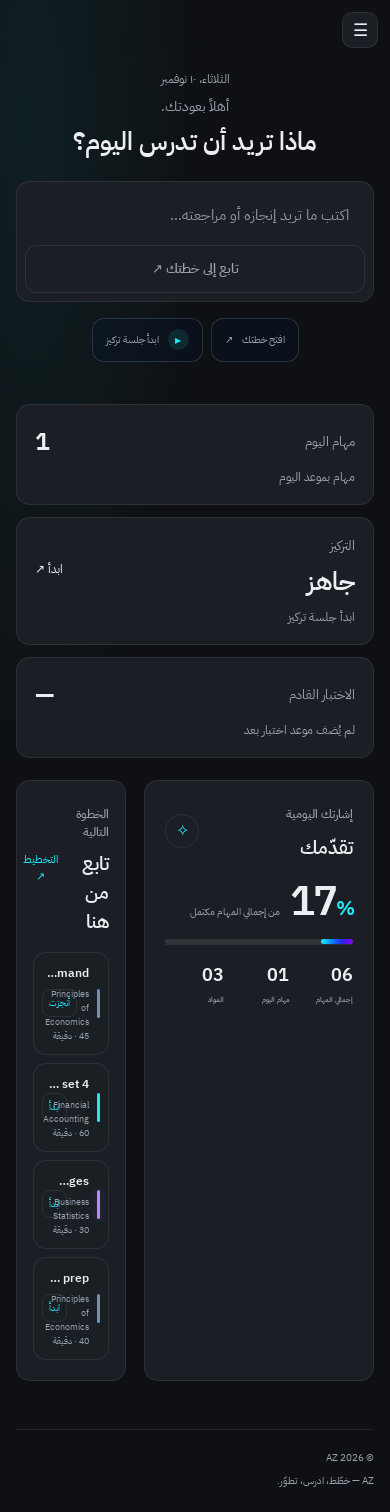 ☰
الثلاثاء، ١٠ نوفمبر
أهلاً بعودتك.
ماذا تريد أن تدرس اليوم؟
اكتب ما تريد إنجازه أو مراجعته...
تابع إلى خطتك ↗
افتح خطتك ↗
ابدأ جلسة تركيز ▶
مهام اليوم
1
مهام بموعد اليوم
التركيز
جاهز
ابدأ جلسة تركيز
ابدأ ↗
الاختبار القادم
—
لم يُضف موعد اختبار بعد
إشارتك اليومية
تقدّمك
17%
من إجمالي المهام مكتمل
06
إجمالي المهام
01
مهام اليوم
03
المواد
الخطوة
التالية
تابع
من
هنا
التخطيط
↗
...mand
Principles
of
Economics
45 · دقيقة
أنجزت
... set 4
Financial
Accounting
60 · دقيقة
ابدأ
...ges
Business
Statistics
30 · دقيقة
ابدأ
... prep
Principles
of
Economics
40 · دقيقة
ابدأ
© 2026 AZ
AZ — خطّط، ادرس، تطوّر.